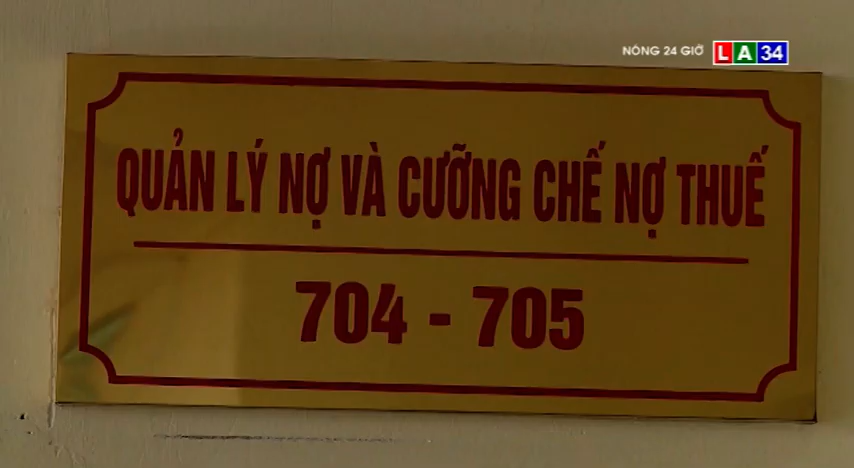 NÓNG 24 GIỜ LA34
QUẢN LÝ NỢ VÀ CƯỠNG CHẾ NỢ THUẾ
704 - 705